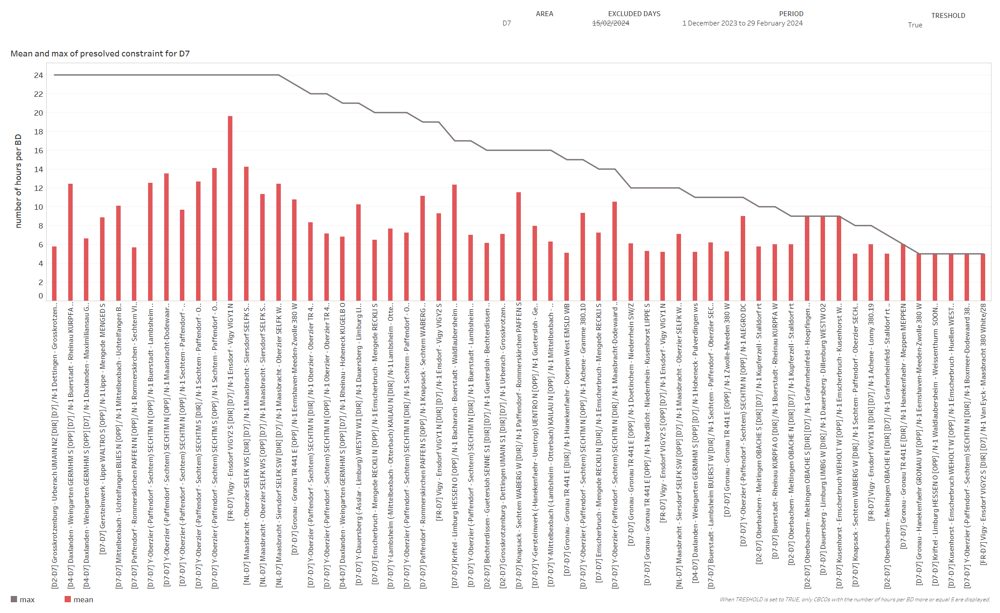 AREA
D7
EXCLUDED DAYS
15/02/2024
PERIOD
1 December 2023 to 29 February 2024
TRESHOLD
True
Mean and max of presolved constraint for D7
number of hours per BD
24
22
20
18
16
14
12
10
8
6
4
2
0
[D2-D7] Grosskrotzenburg - Urberach UMAIN N2 [DIR] [D7] / N-1 Dettingen - Grosskrotzen..
[D4-D7] Daxlanden - Weingarten GERMHM S [OPP] [D7] / N-1 Buerstadt - Rheinau KURPFA ..
[D4-D7] Daxlanden - Weingarten GERMHM S [OPP] [D7] / N-1 Daxlanden - Maximiliansau G..
[D7-D7] Gersteinwerk - Lippe WALTRO S [OPP] / N-1 Lippe - Mengede MENGED S
[D7-D7] Mittelbexbach - Uchtelfangen BLIES N [OPP] / N-1 Mittelbexbach - Uchtelfangen B..
[D7-D7] Paffendorf - Rommerskirchen PAFFEN N [OPP] / N-1 Rommerskirchen - Sechtem VI..
[D7-D7] Y-Oberzier (-Paffendorf - Sechtem) SECHTM N [OPP] / N-1 Buerstadt - Lambsheim ..
[D7-D7] Y-Oberzier (-Paffendorf - Sechtem) SECHTM N [OPP] / N-1 Maasbracht-Dodewaar..
[D7-D7] Y-Oberzier (-Paffendorf - Sechtem) SECHTM N [OPP] / N-1 Sechtem - Paffendorf - ..
[D7-D7] Y-Oberzier (-Paffendorf - Sechtem) SECHTM S [DIR] / N-1 Sechtem - Paffendorf - O..
[D7-D7] Y-Oberzier (-Paffendorf - Sechtem) SECHTM S [OPP] / N-1 Sechtem - Paffendorf - O..
[FR-D7] Vigy - Ensdorf VIGY2 S [DIR] [D7] / N-1 Ensdorf - Vigy VIGY1 N
[NL-D7] Maasbracht - Oberzier SELFK WS [DIR] [D7] / N-1 Maasbracht - Siersdorf SELFK S..
[NL-D7] Maasbracht - Oberzier SELFK WS [OPP] [D7] / N-1 Maasbracht - Siersdorf SELFK S..
[NL-D7] Maasbracht - Siersdorf SELFK SW [DIR] [D7] / N-1 Maasbracht - Oberzier SELFK W..
[D7-D7] Gronau - Gronau TR 441 E [OPP] / N-1 Eemshaven-Meeden-Zwolle 380 W
[D7-D7] Y-Oberzier (-Paffendorf - Sechtem) SECHTM N [DIR] / N-1 Oberzier - Oberzier TR 4..
[D7-D7] Y-Oberzier (-Paffendorf - Sechtem) SECHTM N [OPP] / N-1 Oberzier - Oberzier TR 4..
[D4-D7] Daxlanden - Weingarten GERMHM S [OPP] [D7] / N-1 Rheinau - Hoheneck KUGELB O
[D7-D7] Y-Dauersberg (-Asslar - Limburg) WESTW W1 [DIR] / N-1 Dauersberg - Limburg LI..
[D7-D7] Emscherbruch - Mengede RECKLI N [OPP] / N-1 Emscherbruch - Mengede RECKLI S
[D7-D7] Y-Lambsheim (-Mittelbexbach - Otterbach) KAILAU N [DIR] / N-1 Lambsheim - Otte..
[D7-D7] Y-Oberzier (-Paffendorf - Sechtem) SECHTM N [DIR] / N-1 Sechtem - Paffendorf - O..
[D7-D7] Paffendorf - Rommerskirchen PAFFEN S [OPP] / N-1 Knapsack - Sechtem WABERG ..
[FR-D7] Vigy - Ensdorf VIGY1 N [DIR] [D7] / N-1 Ensdorf - Vigy VIGY2 S
[D7-D7] Kriftel - Limburg HESSEN O [OPP] / N-1 Bacharach - Buerstadt - Waldlaubersheim ..
[D7-D7] Y-Oberzier (-Paffendorf - Sechtem) SECHTM N [DIR] / N-1 Buerstadt - Lambsheim ..
[D2-D7] Bechterdissen - Guetersloh SENNE S1 [DIR] [D7] / N-1 Guetersloh - Bechterdissen ..
[D2-D7] Grosskrotzenburg - Dettingen UMAIN S1 [DIR] [D7] / N-1 Urberach - Grosskrotzen..
[D7-D7] Knapsack - Sechtem WABERG W [DIR] / N-1 Paffendorf - Rommerskirchen PAFFEN S
[D7-D7] Y-Gersteinwerk (-Hanekenfaehr - Uentrop) UENTRO N [OPP] / N-1 Guetersloh - Ge..
[D7-D7] Y-Mittelbexbach (-Lambsheim - Otterbach) KAILAU N [OPP] / N-1 Mittelbexbach - ..
[D7-D7] Gronau - Gronau TR 441 E [DIR] / N-1 Hanekenfaehr - Doerpen West EMSLD WB
[D7-D7] Y-Oberzier (-Paffendorf - Sechtem) SECHTM N [OPP] / N-1 Achene - Gramme 380.10
[D7-D7] Emscherbruch - Mengede RECKLI N [DIR] / N-1 Emscherbruch - Mengede RECKLI S
[D7-D7] Y-Oberzier (-Paffendorf - Sechtem) SECHTM N [DIR] / N-1 Maasbracht-Dodewaard ..
[D7-D7] Gronau - Gronau TR 441 E [OPP] / N-1 Doetinchem - Niederrhein SW/Z
[D7-D7] Gronau - Gronau TR 441 E [OPP] / N-1 Nordlicht - Niederrhein - Kusenhorst LIPPE S
[FR-D7] Vigy - Ensdorf VIGY2 S [OPP] [D7] / N-1 Ensdorf - Vigy VIGY1 N
[NL-D7] Maasbracht - Siersdorf SELFK SW [OPP] [D7] / N-1 Maasbracht - Oberzier SELFK W..
[D4-D7] Daxlanden - Weingarten GERMHM S [OPP] [D7] / N-1 Hoheneck - Pulverdingen ws
[D7-D7] Buerstadt - Lambsheim BUERST W [DIR] / N-1 Sechtem - Paffendorf - Oberzier SEC..
[D7-D7] Gronau - Gronau TR 441 E [OPP] / N-1 Zwolle-Meeden 380 W
[D7-D7] Y-Oberzier (-Paffendorf - Sechtem) SECHTM N [OPP] / N-1 ALEGRO DC
[D2-D7] Oberbachern - Meitingen OBACHE S [DIR] [D7] / N-1 Kupferzell - Stalldorf rt
[D7-D7] Buerstadt - Rheinau KURPFA O [DIR] / N-1 Buerstadt - Rheinau KURPFA W
[D2-D7] Oberbachern - Meitingen OBACHE N [DIR] [D7] / N-1 Kupferzell - Stalldorf rt
[D2-D7] Oberbachern - Meitingen OBACHE S [DIR] [D7] / N-1 Grafenrheinfeld - Hoepfingen ..
[D7-D7] Dauersberg - Limburg LIMBG W [DIR] / N-1 Dauersberg - Dillenburg WESTW O2
[D7-D7] Kusenhorst - Emscherbruch WEHOLT W [OPP] / N-1 Emscherbruch - Kusenhorst W..
[D7-D7] Knapsack - Sechtem WABERG W [DIR] / N-1 Sechtem - Paffendorf - Oberzier SECH..
[FR-D7] Vigy - Ensdorf VIGY1 N [DIR] [D7] / N-1 Achene - Lonny 380.19
[D2-D7] Oberbachern - Meitingen OBACHE N [DIR] [D7] / N-1 Grafenrheinfeld - Stalldorf rt ..
[D7-D7] Gronau - Gronau TR 441 E [DIR] / N-1 Hanekenfaehr - Meppen MEPPEN
[D7-D7] Gronau - Hanekenfaehr GRONAU W [OPP] / N-1 Eemshaven-Meeden-Zwolle 380 W
[D7-D7] Kriftel - Limburg HESSEN O [OPP] / N-1 Waldlaubersheim - Weissenthurm SOON..
[D7-D7] Kusenhorst - Emscherbruch WEHOLT W [OPP] / N-1 Emscherbruch - Huellen WEST..
[D7-D7] Y-Oberzier (-Paffendorf - Sechtem) SECHTM N [DIR] / N-1 Boxmeer-Dodewaard 38..
[FR-D7] Vigy - Ensdorf VIGY2 S [DIR] [D7] / N-1 Van Eyck - Maasbracht 380 White/28
max
mean
When TRESHOLD is set to TRUE, only CBCOs with the number of hours per BD more or equal 5 are displayed.